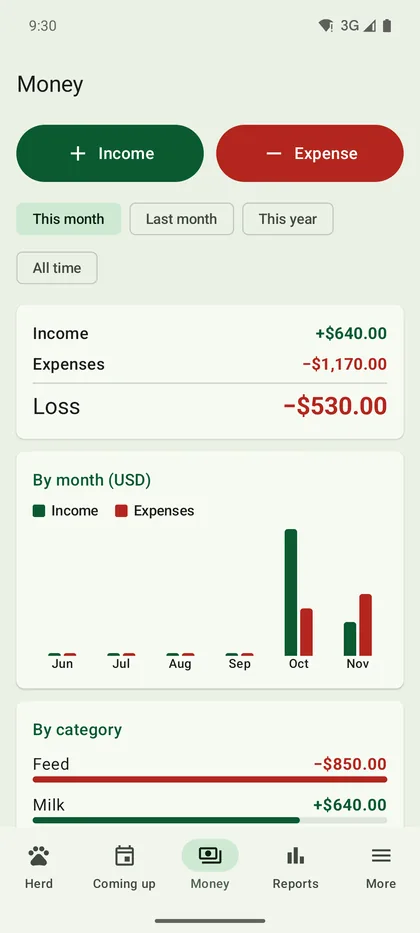 9:30 3G
Money
+ Income − Expense
This month Last month This year
All time
Income +$640.00
Expenses −$1,170.00
Loss −$530.00
By month (USD)
Income Expenses
Jun Jul Aug Sep Oct Nov
By category
Feed −$850.00
Milk +$640.00
Herd Coming up Money Reports More